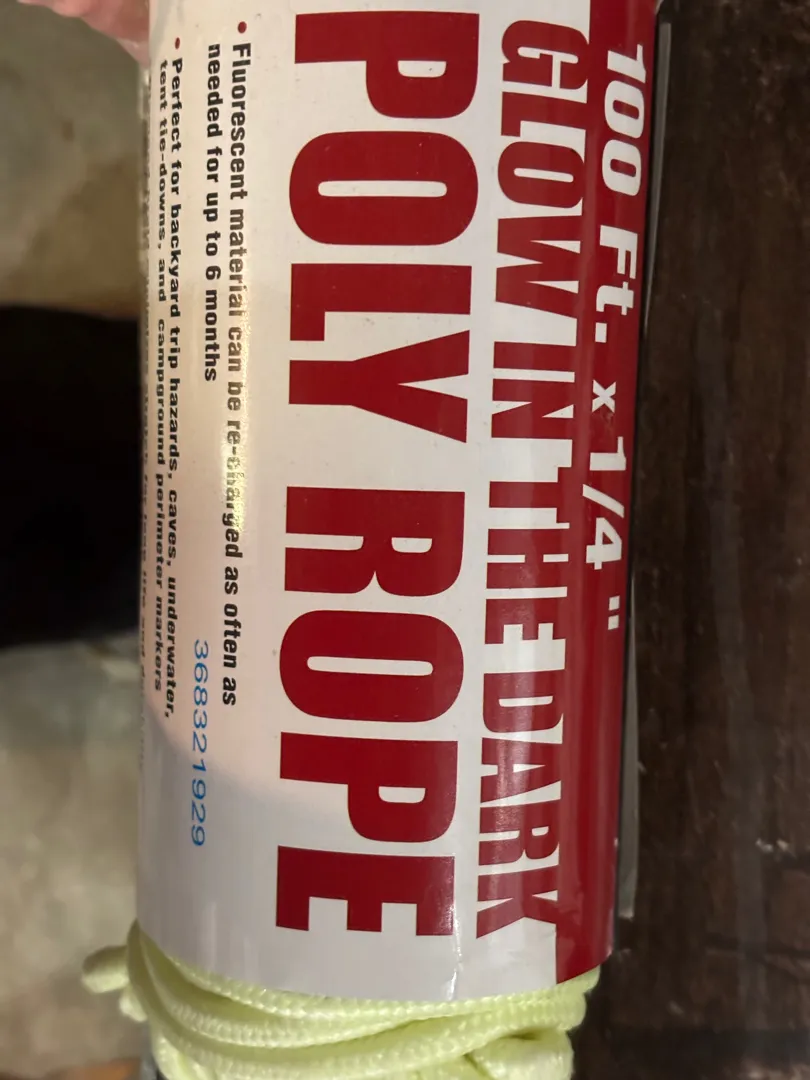 100 Ft. x 1/4"
GLOW IN THE DARK
POLY ROPE
• Fluorescent material can be re-charged as often as
needed for up to 6 months
368321929
• Perfect for backyard trip hazards, caves, underwater,
tent tie-downs, and campground perimeter markers